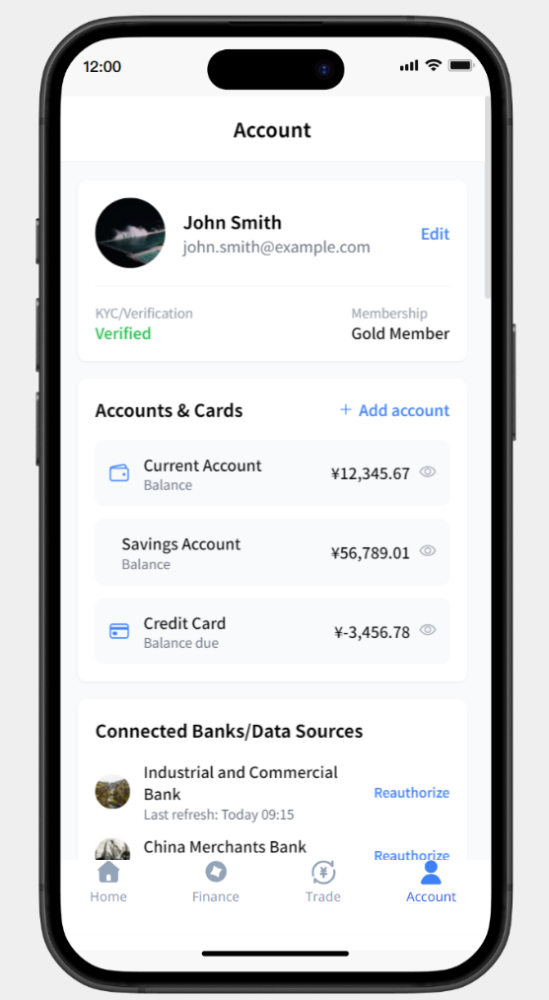 12:00
Account
John Smith
john.smith@example.com
Edit
KYC/Verification
Membership
Verified
Gold Member
Accounts & Cards
+ Add account
Current Account
Balance
¥12,345.67
Savings Account
Balance
¥56,789.01
Credit Card
Balance due
¥-3,456.78
Connected Banks/Data Sources
Industrial and Commercial
Bank
Last refresh: Today 09:15
Reauthorize
China Merchants Bank
Reauthorize
Home
Finance
Trade
Account